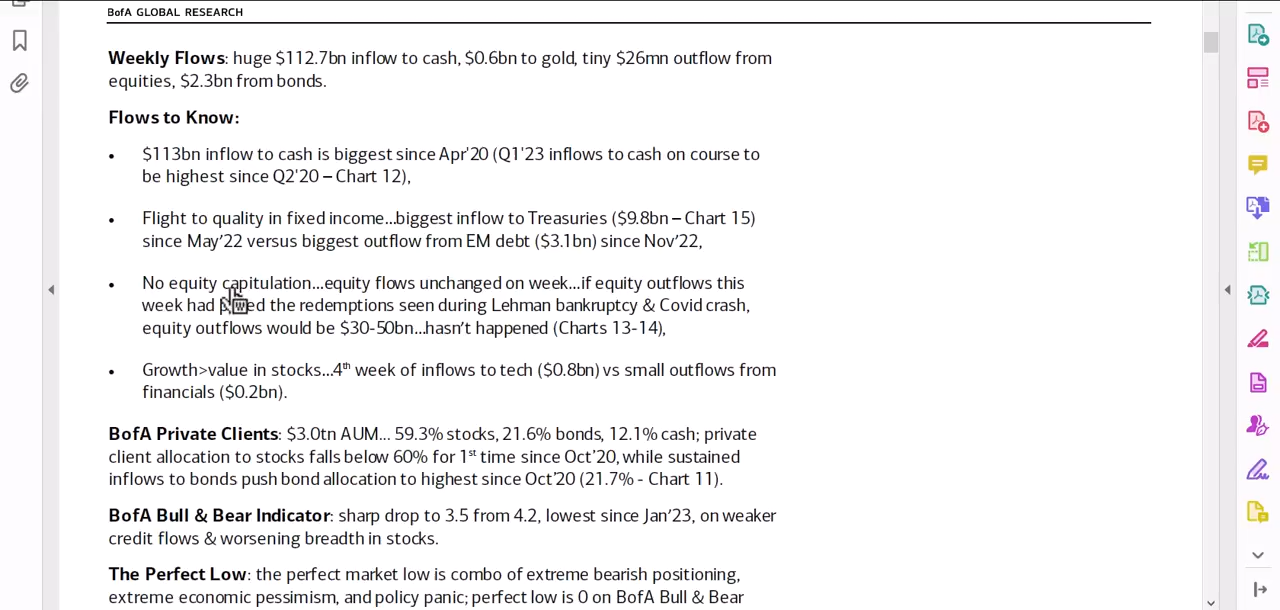 BofA GLOBAL RESEARCH
Weekly Flows: huge $112.7bn inflow to cash, $0.6bn to gold, tiny $26mn outflow from
equities, $2.3bn from bonds.
Flows to Know:
• $113bn inflow to cash is biggest since Apr'20 (Q1'23 inflows to cash on course to
be highest since Q2'20 – Chart 12),
• Flight to quality in fixed income...biggest inflow to Treasuries ($9.8bn – Chart 15)
since May'22 versus biggest outflow from EM debt ($3.1bn) since Nov'22,
• No equity capitulation...equity flows unchanged on week...if equity outflows this
week had the redemptions seen during Lehman bankruptcy & Covid crash,
equity outflows would be $30-50bn...hasn't happened (Charts 13-14),
• Growth>value in stocks...4th week of inflows to tech ($0.8bn) vs small outflows from
financials ($0.2bn).
BofA Private Clients: $3.0tn AUM... 59.3% stocks, 21.6% bonds, 12.1% cash; private
client allocation to stocks falls below 60% for 1st time since Oct'20, while sustained
inflows to bonds push bond allocation to highest since Oct'20 (21.7% - Chart 11).
BofA Bull & Bear Indicator: sharp drop to 3.5 from 4.2, lowest since Jan'23, on weaker
credit flows & worsening breadth in stocks.
The Perfect Low: the perfect market low is combo of extreme bearish positioning,
extreme economic pessimism, and policy panic; perfect low is 0 on BofA Bull & Bear